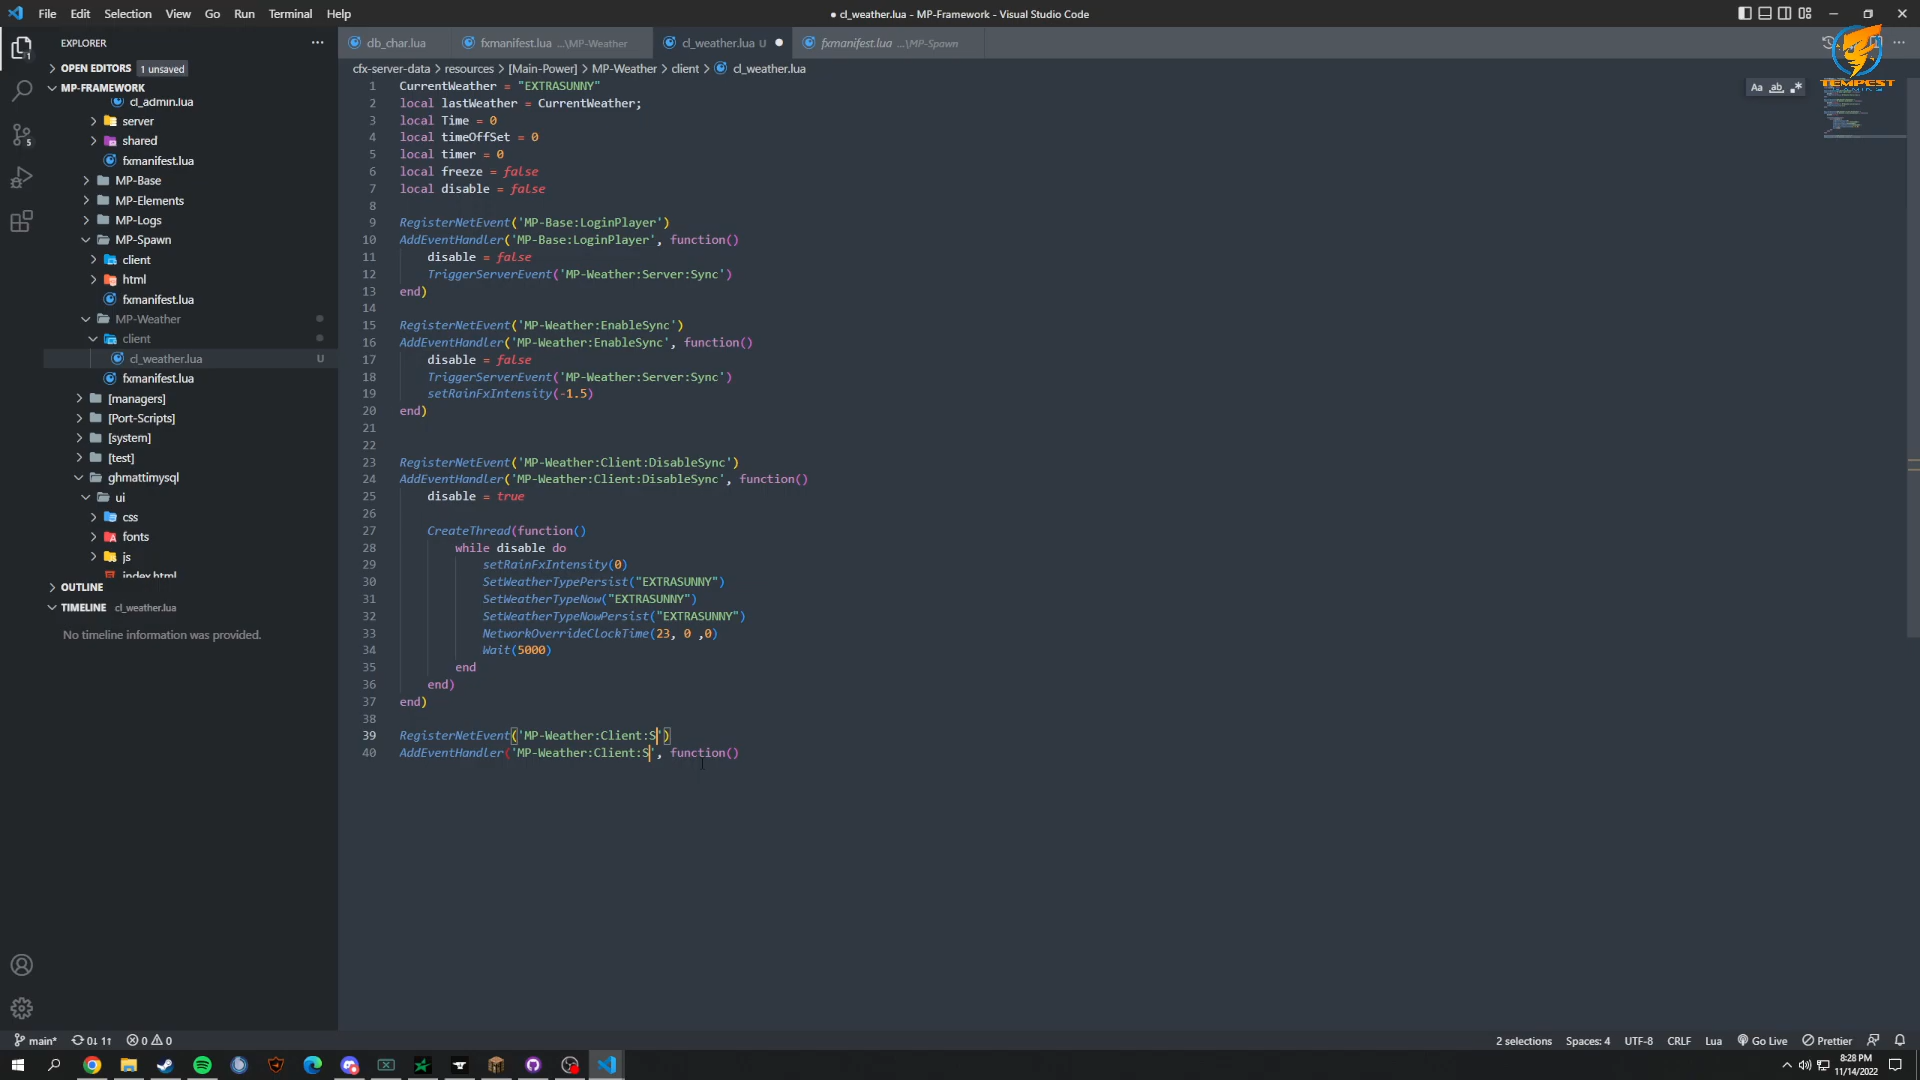 File Edit Selection View Go Run Terminal Help
● cl_weather.lua - MP-Framework - Visual Studio Code
EXPLORER
OPEN EDITORS 1 unsaved
MP-FRAMEWORK
cl_admin.lua
server
shared
fxmanifest.lua
MP-Base
MP-Elements
MP-Logs
MP-Spawn
client
html
fxmanifest.lua
MP-Weather
client
cl_weather.lua U
fxmanifest.lua
[managers]
[Port-Scripts]
[system]
[test]
ghmattimysql
ui
css
fonts
js
index.html
OUTLINE
TIMELINE cl_weather.lua
No timeline information was provided.
db_char.lua
fxmanifest.lua ...\MP-Weather
cl_weather.lua U
fxmanifest.lua ...\MP-Spawn
cfx-server-data > resources > [Main-Power] > MP-Weather > client > cl_weather.lua
Aa ab
TEMPEST
1 CurrentWeather = "EXTRASUNNY"
2 local lastWeather = CurrentWeather;
3 local Time = 0
4 local timeOffSet = 0
5 local timer = 0
6 local freeze = false
7 local disable = false
8
9 RegisterNetEvent('MP-Base:LoginPlayer')
10 AddEventHandler('MP-Base:LoginPlayer', function()
11 disable = false
12 TriggerServerEvent('MP-Weather:Server:Sync')
13 end)
14
15 RegisterNetEvent('MP-Weather:EnableSync')
16 AddEventHandler('MP-Weather:EnableSync', function()
17 disable = false
18 TriggerServerEvent('MP-Weather:Server:Sync')
19 setRainFxIntensity(-1.5)
20 end)
21
22
23 RegisterNetEvent('MP-Weather:Client:DisableSync')
24 AddEventHandler('MP-Weather:Client:DisableSync', function()
25 disable = true
26
27 CreateThread(function()
28 while disable do
29 setRainFxIntensity(0)
30 SetWeatherTypePersist("EXTRASUNNY")
31 SetWeatherTypeNow("EXTRASUNNY")
32 SetWeatherTypeNowPersist("EXTRASUNNY")
33 NetworkOverrideClockTime(23, 0 ,0)
34 Wait(5000)
35 end
36 end)
37 end)
38
39 RegisterNetEvent('MP-Weather:Client:S')
40 AddEventHandler('MP-Weather:Client:S', function()
main* 0↓ 1↑ 0 0
2 selections Spaces: 4 UTF-8 CRLF Lua Go Live Prettier
8:28 PM
11/14/2022